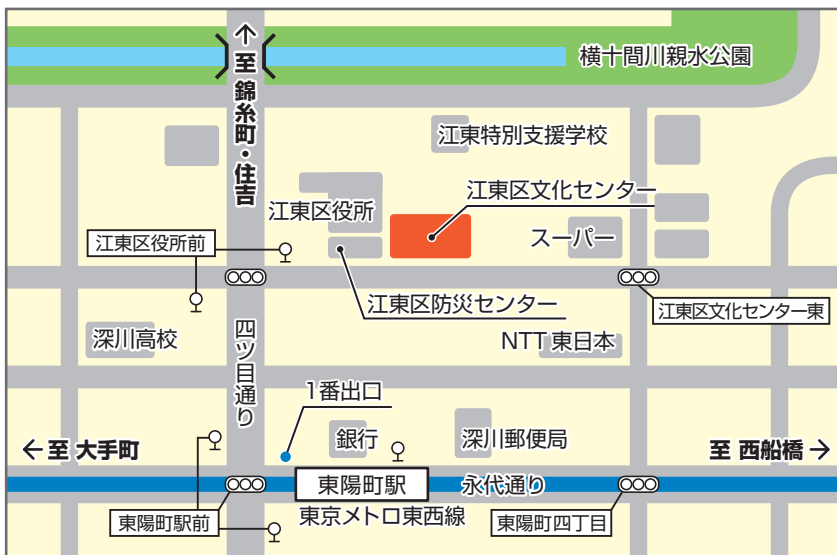 ↑至 錦糸町・住吉
横十間川親水公園
江東特別支援学校
江東区文化センター
江東区役所
スーパー
江東区役所前
江東区防災センター
江東区文化センター東
深川高校
四ツ目通り
NTT 東日本
1番出口
銀行
深川郵便局
←至 大手町
至 西船橋→
東陽町駅
永代通り
東陽町駅前
東京メトロ東西線
東陽町四丁目